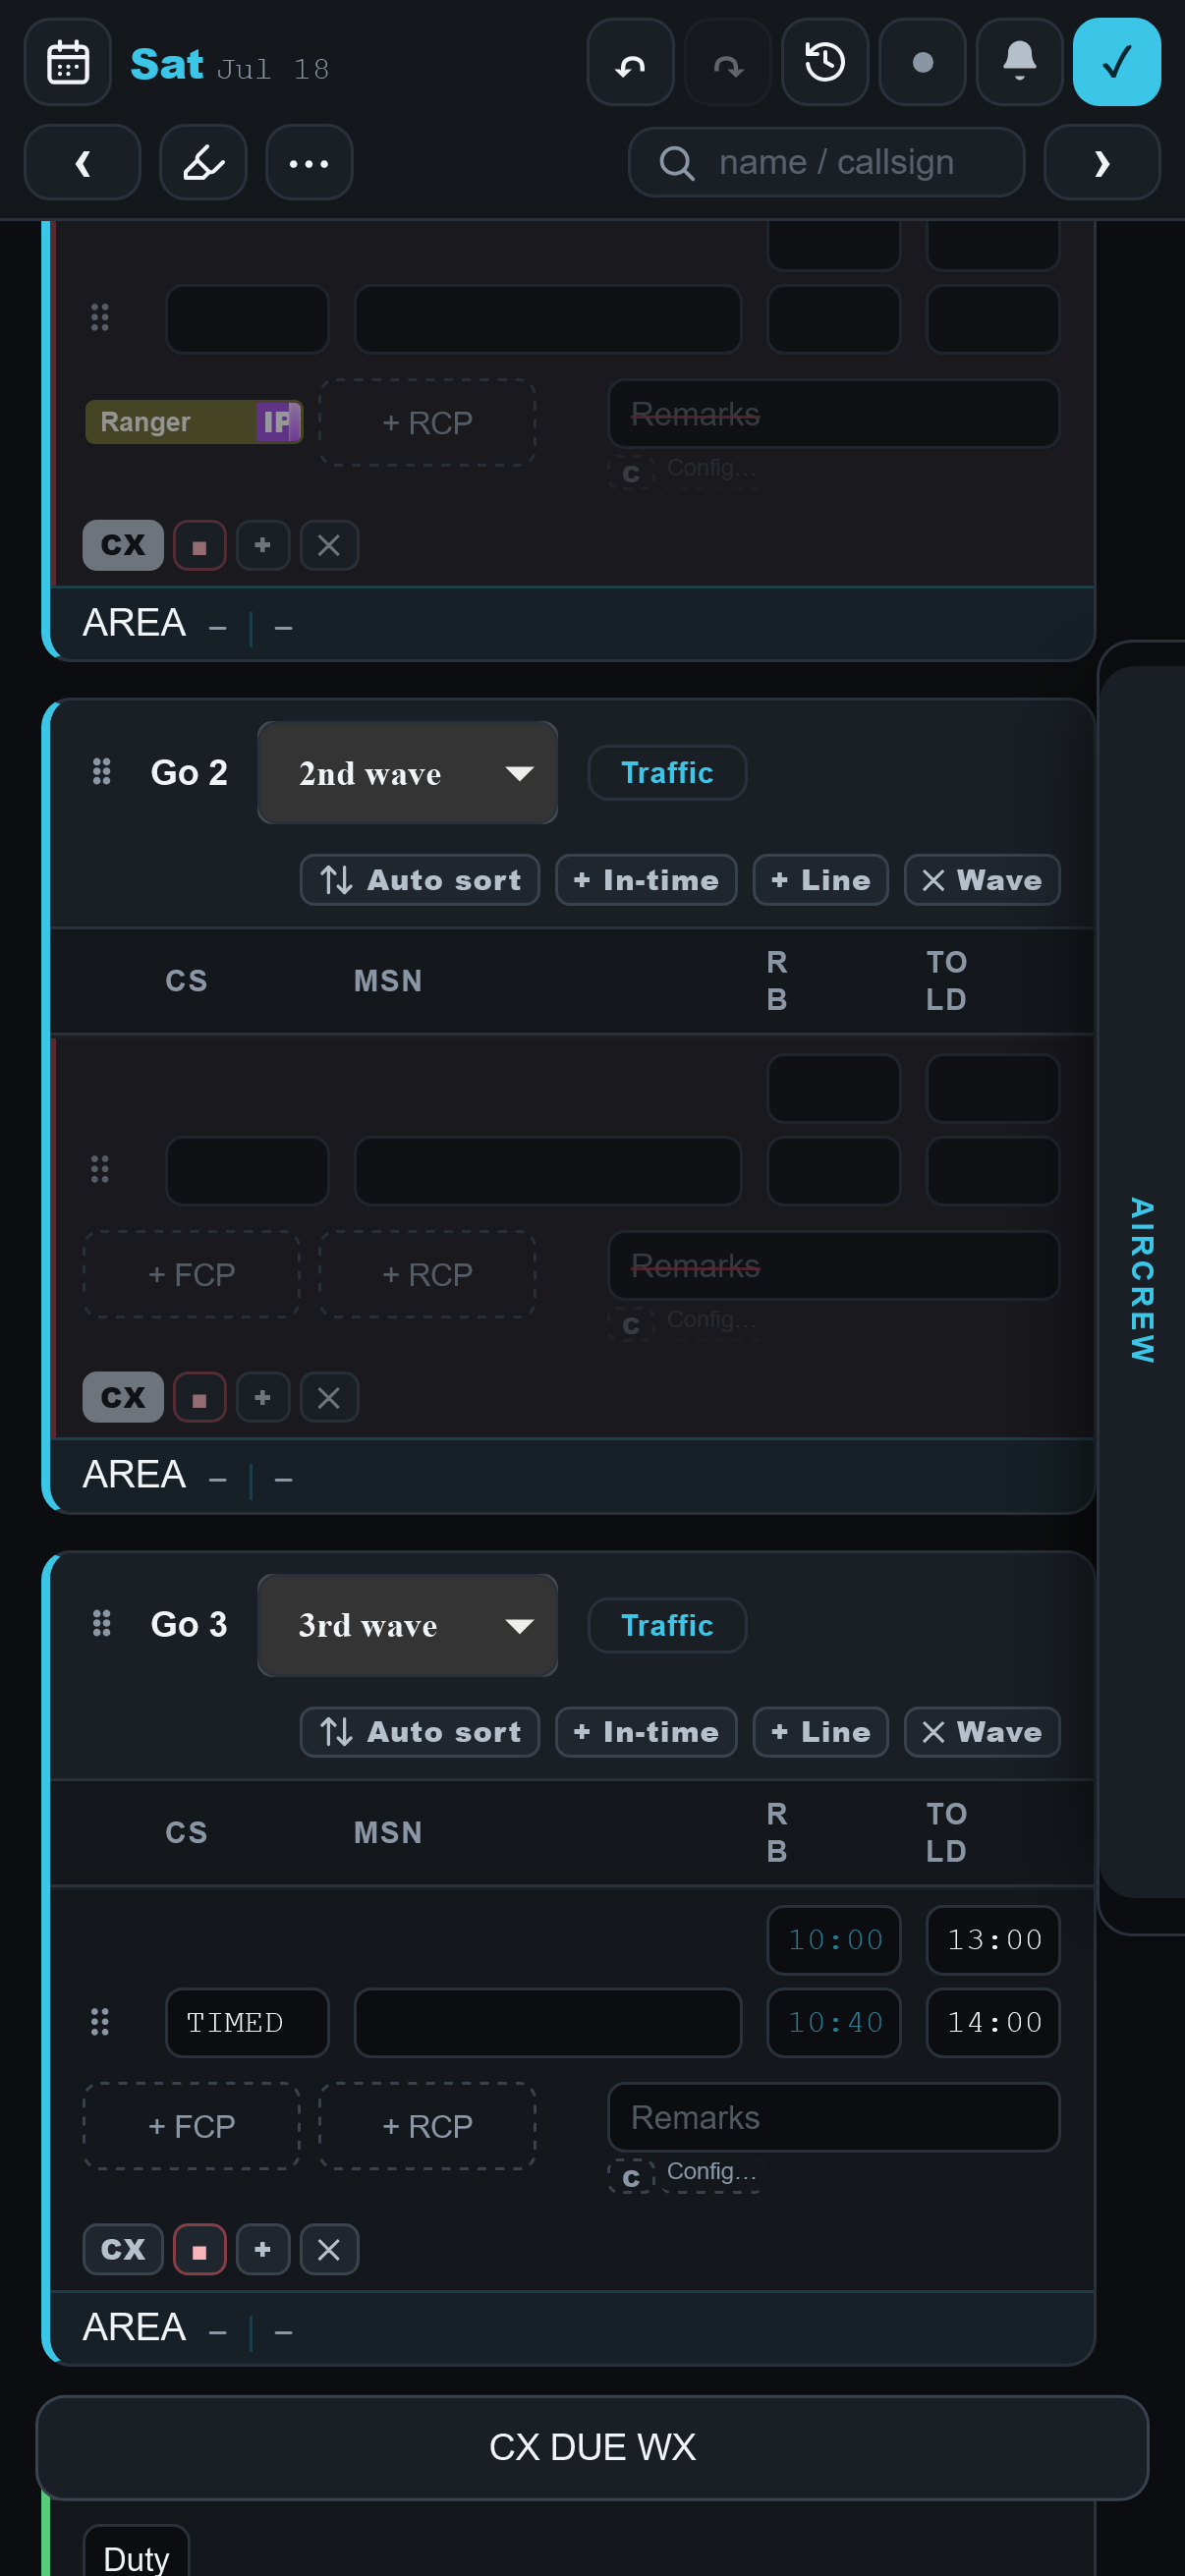 Sat Jul 18
name / callsign
Ranger IP + RCP Remarks
C Config...
CX +
AREA – | –
Go 2 2nd wave Traffic
Auto sort + In-time + Line × Wave
CS MSN R B TO LD
+ FCP + RCP Remarks
C Config...
CX +
AREA – | –
AIRCREW
Go 3 3rd wave Traffic
Auto sort + In-time + Line × Wave
CS MSN R B TO LD
10:00 13:00
TIMED 10:40 14:00
+ FCP + RCP Remarks
C Config...
CX +
AREA – | –
CX DUE WX
Duty